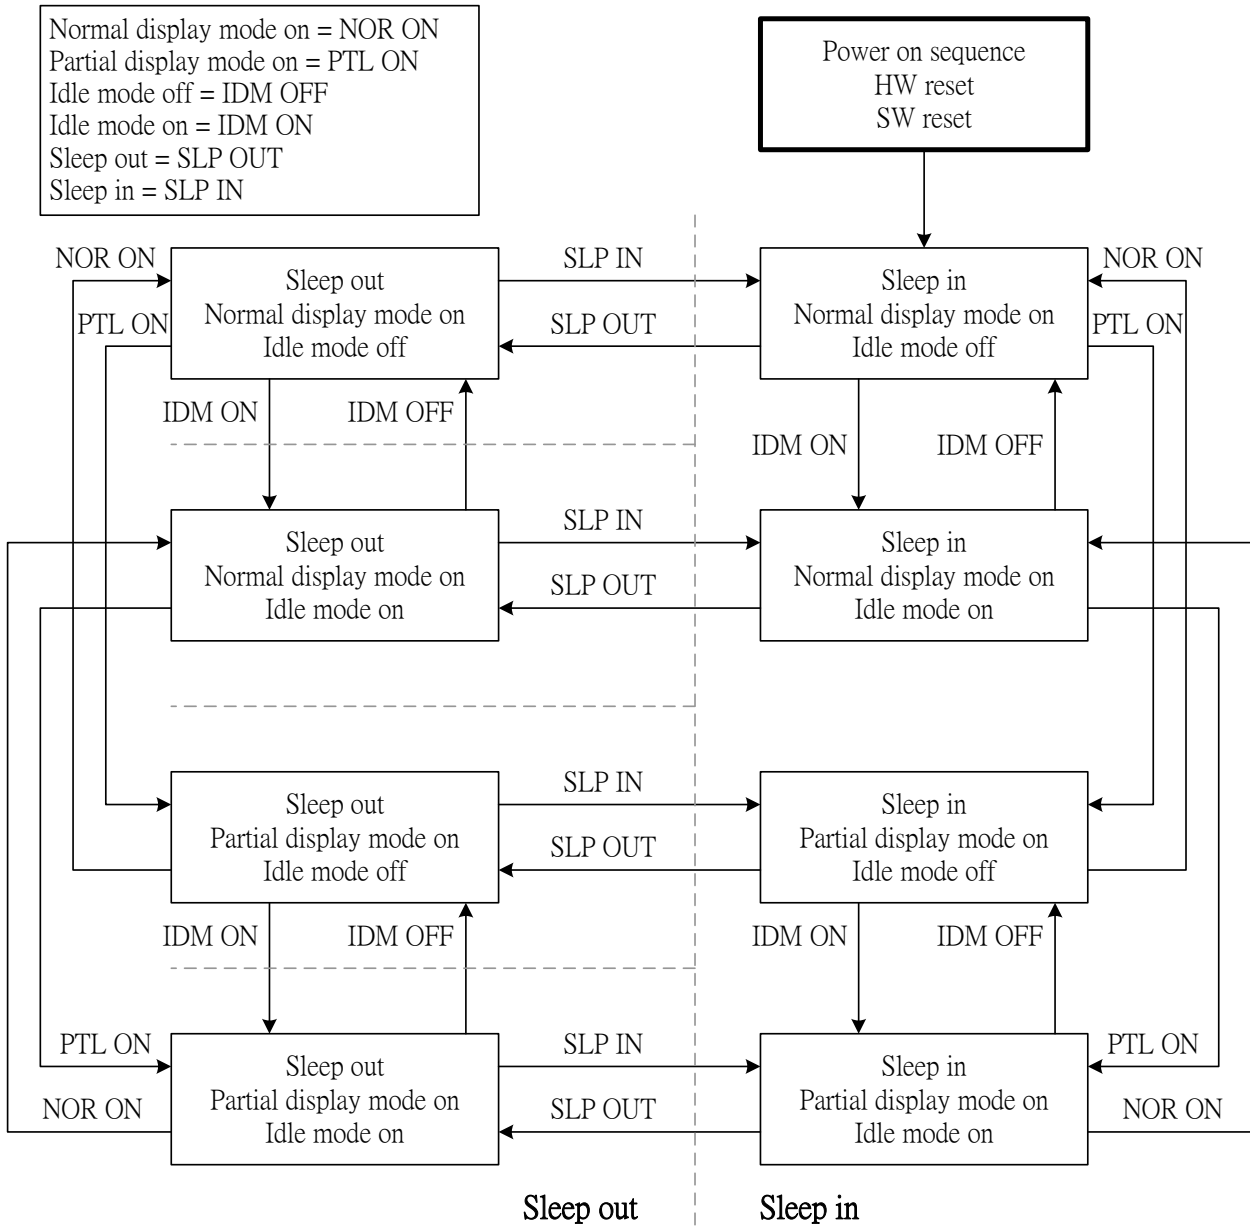 Normal display mode on = NOR ON
Partial display mode on = PTL ON
Idle mode off = IDM OFF
Idle mode on = IDM ON
Sleep out = SLP OUT
Sleep in = SLP IN
Power on sequence
HW reset
SW reset
NOR ON
SLP IN
NOR ON
Sleep out
Normal display mode on
Idle mode off
Sleep in
Normal display mode on
Idle mode off
PTL ON
SLP OUT
PTL ON
IDM ON
IDM OFF
IDM ON
IDM OFF
SLP IN
Sleep out
Normal display mode on
Idle mode on
Sleep in
Normal display mode on
Idle mode on
SLP OUT
SLP IN
Sleep out
Partial display mode on
Idle mode off
Sleep in
Partial display mode on
Idle mode off
SLP OUT
IDM ON
IDM OFF
IDM ON
IDM OFF
PTL ON
SLP IN
PTL ON
Sleep out
Partial display mode on
Idle mode on
Sleep in
Partial display mode on
Idle mode on
NOR ON
SLP OUT
NOR ON
Sleep out
Sleep in